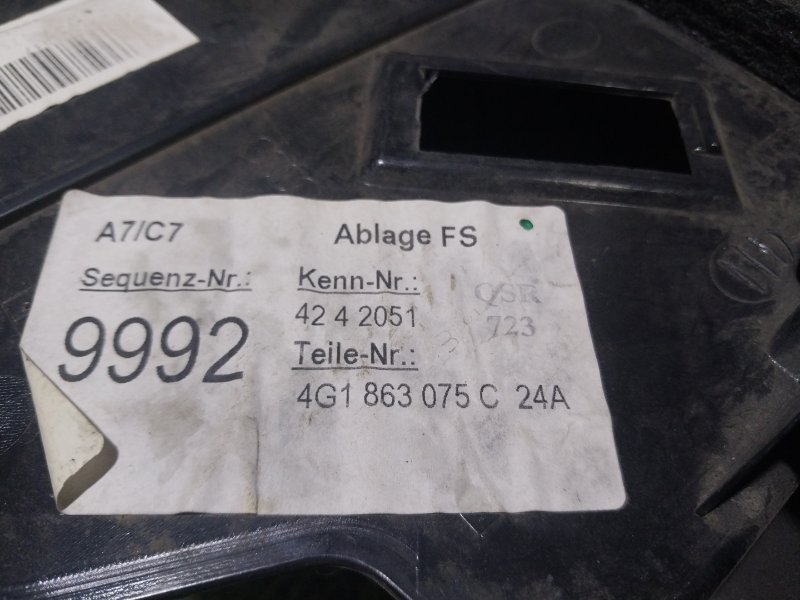 A7/C7 Ablage FS
Sequenz-Nr.: Kenn-Nr.:
9992 42 4 2051
Teile-Nr.:
4G1 863 075 C 24A
QSR
723